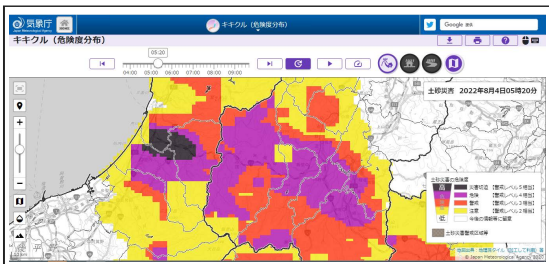 気象庁
Japan Meteorological Agency
HOME
キキクル（危険度分布）
Google 検索
キキクル（危険度分布）
05:20
04:00 05:00 06:00 07:00 08:00 09:00
土砂災害 2022年8月4日05時20分
土砂災害の危険度
高 災害切迫 【警戒レベル５相当】
危険 【警戒レベル４相当】
警戒 【警戒レベル３相当】
注意 【警戒レベル２相当】
低 今後の情報等に留意
土砂災害警戒区域等
© Japan Meteorological Agency